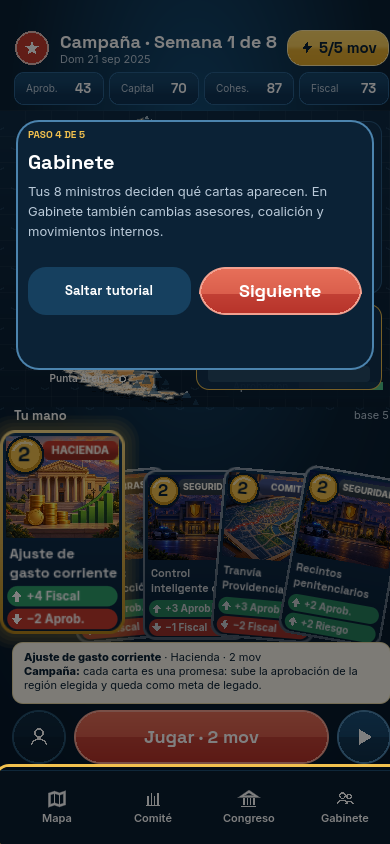 Campaña · Semana 1 de 8
Dom 21 sep 2025
5/5 mov
Aprob. 43
Capital 70
Cohes. 87
Fiscal 73
PASO 4 DE 5
Gabinete
Tus 8 ministros deciden qué cartas aparecen. En
Gabinete también cambias asesores, coalición y
movimientos internos.
Saltar tutorial
Siguiente
Punta Arenas
Tu mano
base 5
2 HACIENDA
Ajuste de
gasto corriente
+4 Fiscal
−2 Aprob.
2 SEGURID
Control
Inteligente
+3 Aprob.
−1 Fiscal
2 COMIT
Tranvía
Providencia
+3 Aprob.
−2 Fiscal
2 SEGURIDA
Recintos
penitenciarios
+2 Aprob.
+2 Riesgo
Ajuste de gasto corriente · Hacienda · 2 mov
Campaña: cada carta es una promesa: sube la aprobación de la
región elegida y queda como meta de legado.
Jugar · 2 mov
Mapa
Comité
Congreso
Gabinete